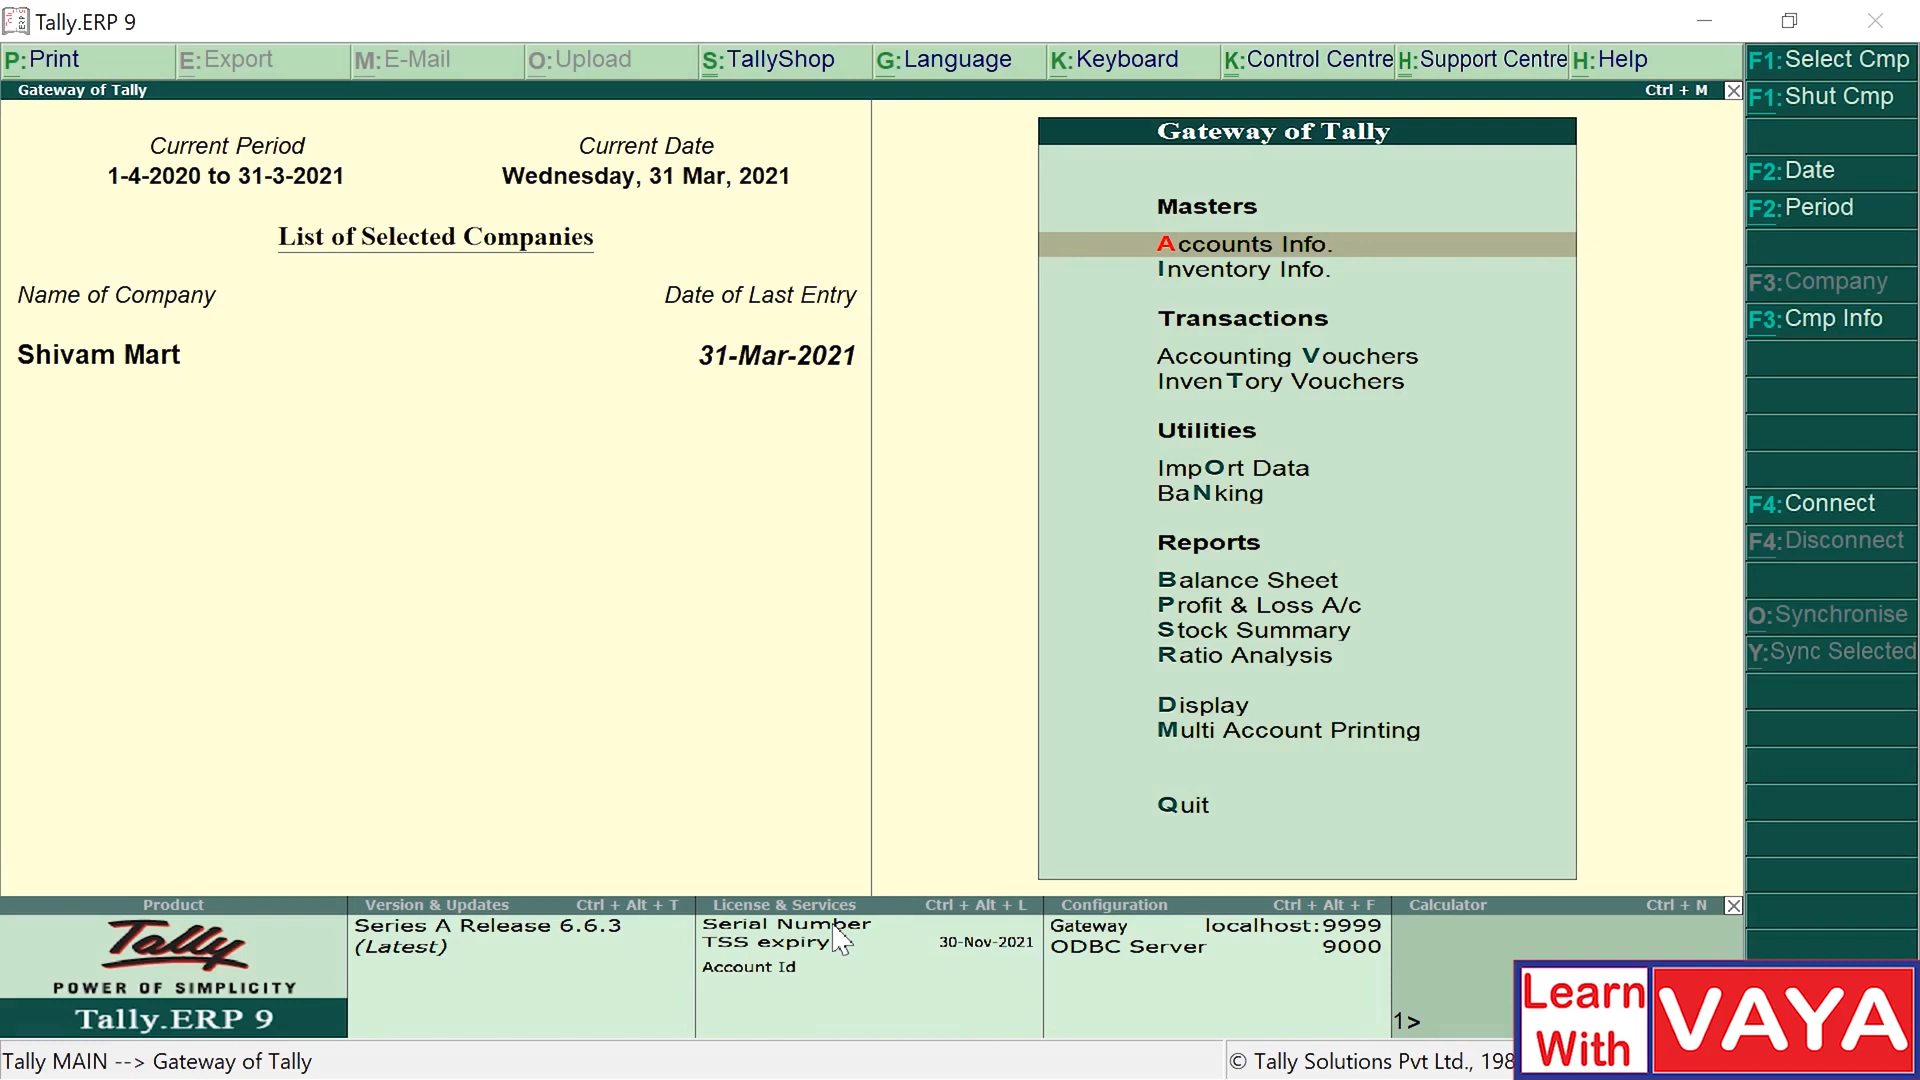 Tally.ERP 9
P:Print E:Export M:E-Mail O:Upload S:TallyShop G:Language K:Keyboard K:Control Centre H:Support Centre H:Help
Gateway of Tally Ctrl + M
Current Period Current Date
1-4-2020 to 31-3-2021 Wednesday, 31 Mar, 2021
List of Selected Companies
Name of Company Date of Last Entry
Shivam Mart 31-Mar-2021
Gateway of Tally
Masters
Accounts Info.
Inventory Info.
Transactions
Accounting Vouchers
InvenTory Vouchers
Utilities
ImpOrt Data
BaNking
Reports
Balance Sheet
Profit & Loss A/c
Stock Summary
Ratio Analysis
Display
Multi Account Printing
Quit
F1:Select Cmp
F1:Shut Cmp
F2:Date
F2:Period
F3:Company
F3:Cmp Info
F4:Connect
F4:Disconnect
O:Synchronise
Y:Sync Selected
Product
Tally
POWER OF SIMPLICITY
Tally.ERP 9
Version & Updates Ctrl + Alt + T
Series A Release 6.6.3
(Latest)
License & Services Ctrl + Alt + L
Serial Number
TSS expiry 30-Nov-2021
Account Id
Configuration Ctrl + Alt + F
Gateway localhost:9999
ODBC Server 9000
Calculator Ctrl + N
1>
Tally MAIN --> Gateway of Tally
© Tally Solutions Pvt Ltd., 198
Learn
With
VAYA